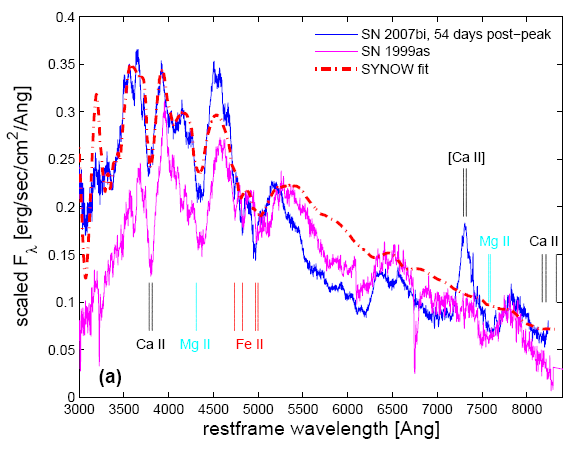 SN 2007bi, 54 days post-peak
SN 1999as
SYNOW fit
0.4
0.35
0.3
0.25
0.2
0.15
0.1
0.05
0
scaled Fλ [erg/sec/cm²/Ang]
[Ca II]
Mg II
Ca II
Ca II
Mg II
Fe II
(a)
3000 3500 4000 4500 5000 5500 6000 6500 7000 7500 8000
restframe wavelength [Ang]